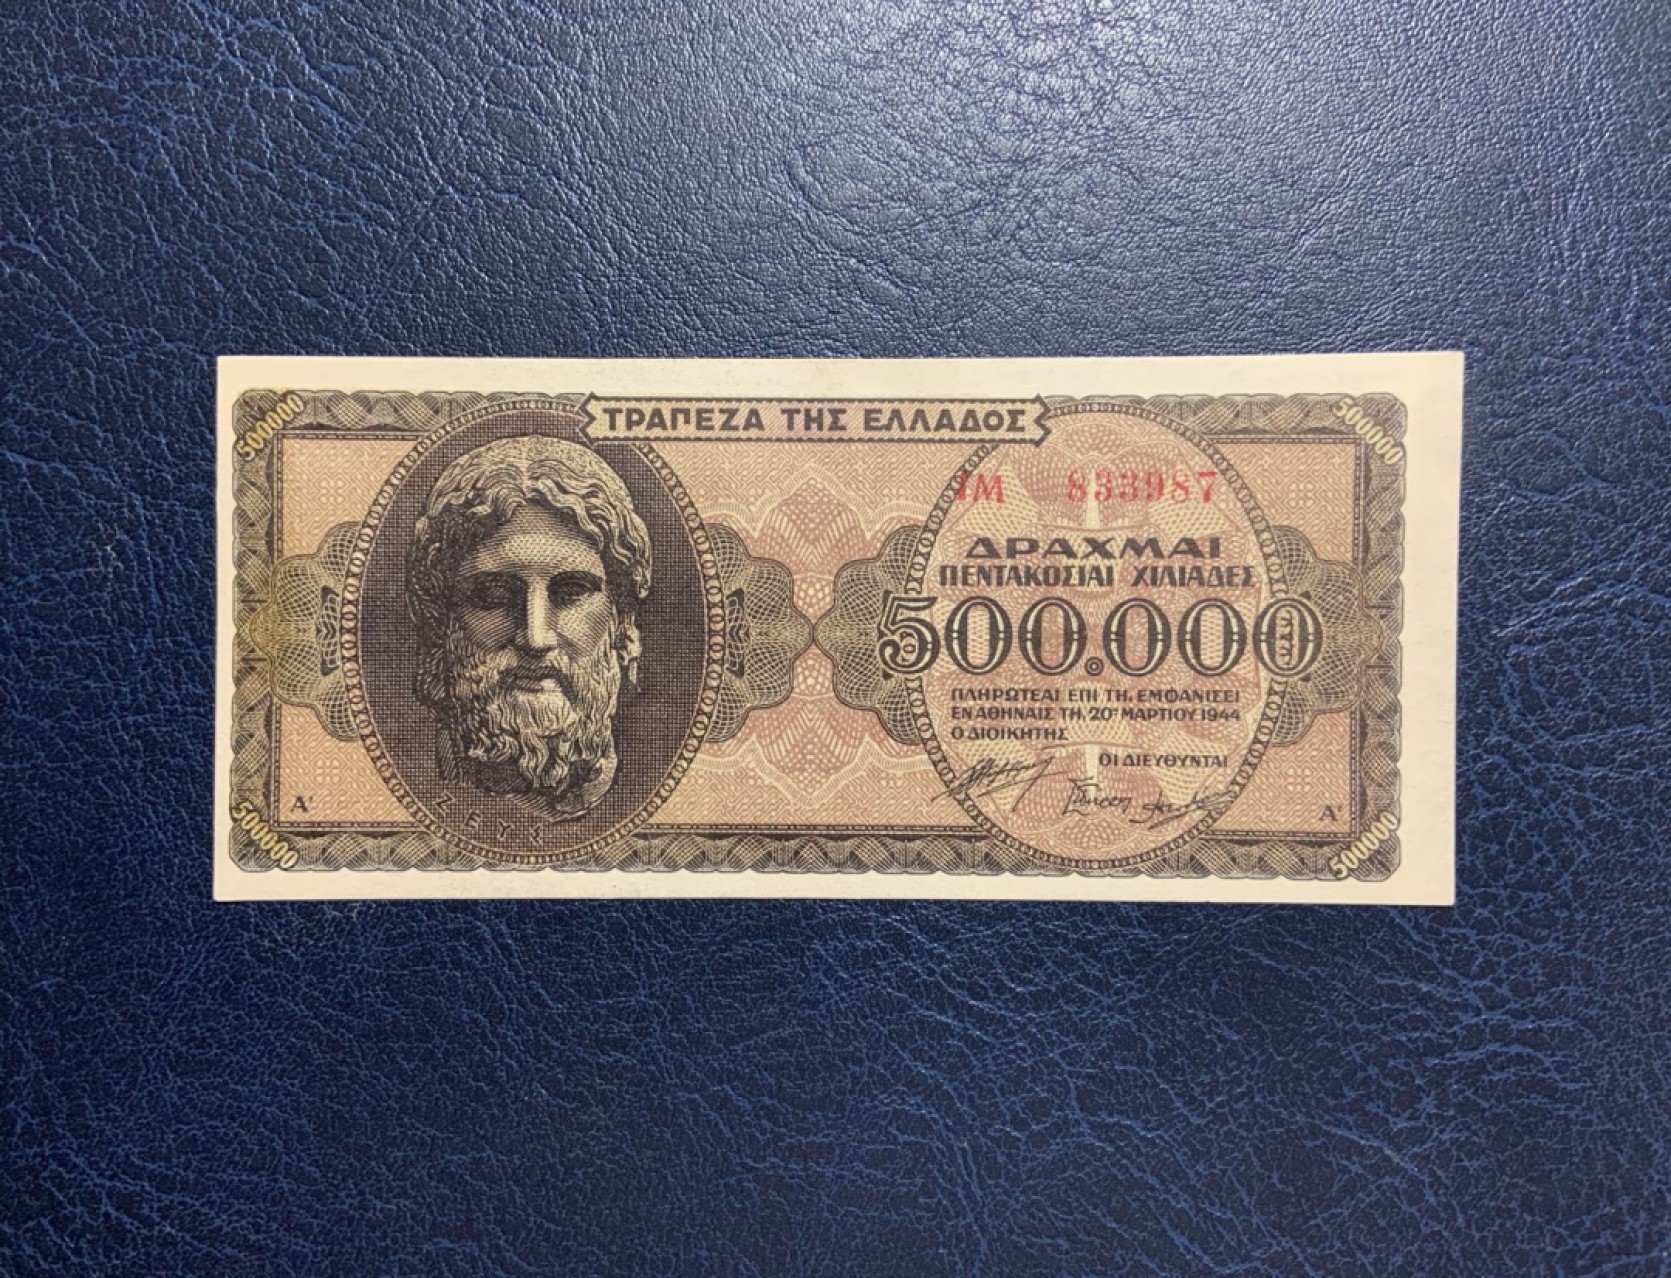 500000
ΤΡΑΠΕΖΑ ΤΗΣ ΕΛΛΑΔΟΣ
500000
ΙΜ 833987
ΔΡΑΧΜΑΙ
ΠΕΝΤΑΚΟΣΙΑΙ ΧΙΛΙΑΔΕΣ
500.000
ΠΛΗΡΩΤΕΑΙ ΕΠΙ ΤΗ, ΕΜΦΑΝΙΣΕΙ
ΕΝ ΑΘΗΝΑΙΣ ΤΗ, 20ῃ ΜΑΡΤΙΟΥ 1944
Ο ΔΙΟΙΚΗΤΗΣ
ΟΙ ΔΙΕΥΘΥΝΤΑΙ
Α'
ΖΕΥΣ
Α'
500000
500000